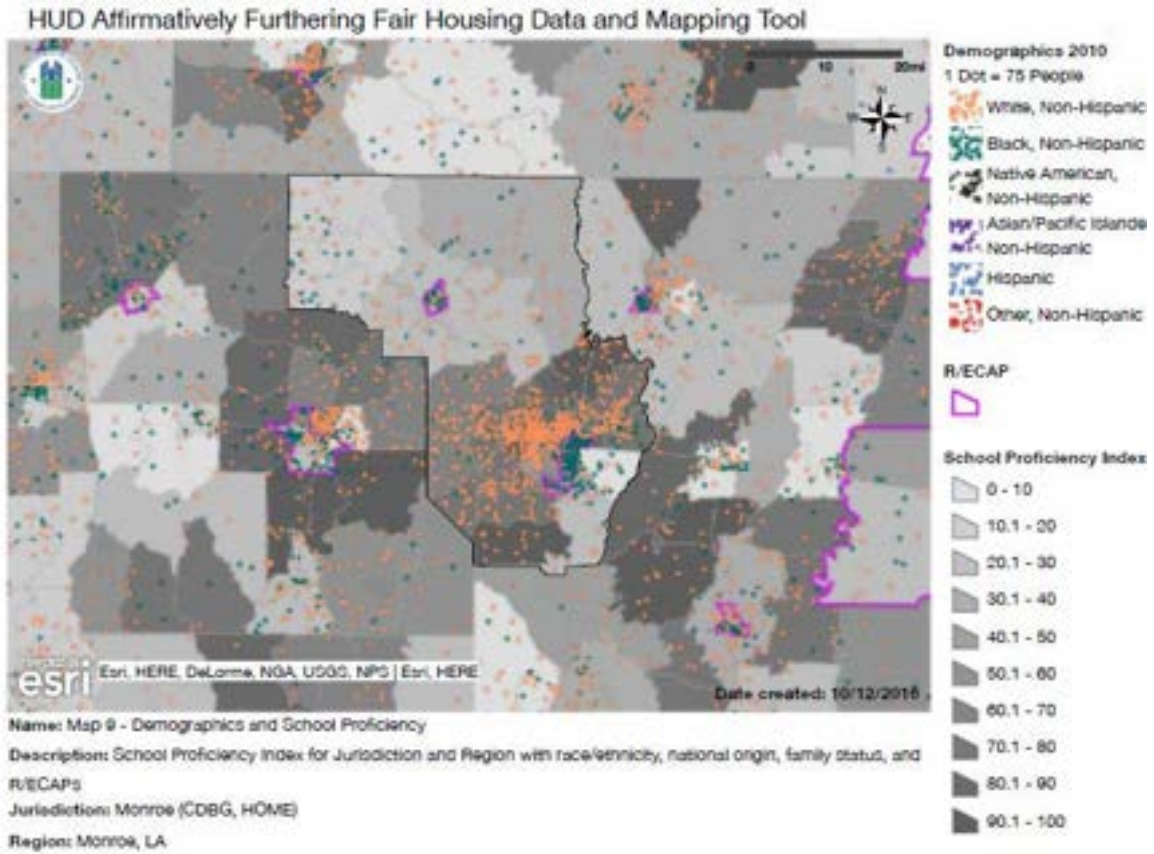 HUD Affirmatively Furthering Fair Housing Data and Mapping Tool
0 10 20mi
N
W E
S
Demographics 2010
1 Dot = 75 People
White, Non-Hispanic
Black, Non-Hispanic
Native American,
Non-Hispanic
Asian/Pacific Islande
Non-Hispanic
Hispanic
Other, Non-Hispanic
R/ECAP
School Proficiency Index
0 - 10
10.1 - 20
20.1 - 30
30.1 - 40
40.1 - 50
50.1 - 60
60.1 - 70
70.1 - 80
80.1 - 90
90.1 - 100
esri
Esri, HERE, DeLorme, NGA, USGS, NPS | Esri, HERE
Date created: 10/12/2016
Name: Map 9 - Demographics and School Proficiency
Description: School Proficiency Index for Jurisdiction and Region with race/ethnicity, national origin, family status, and
R/ECAPs
Jurisdiction: Monroe (CDBG, HOME)
Region: Monroe, LA